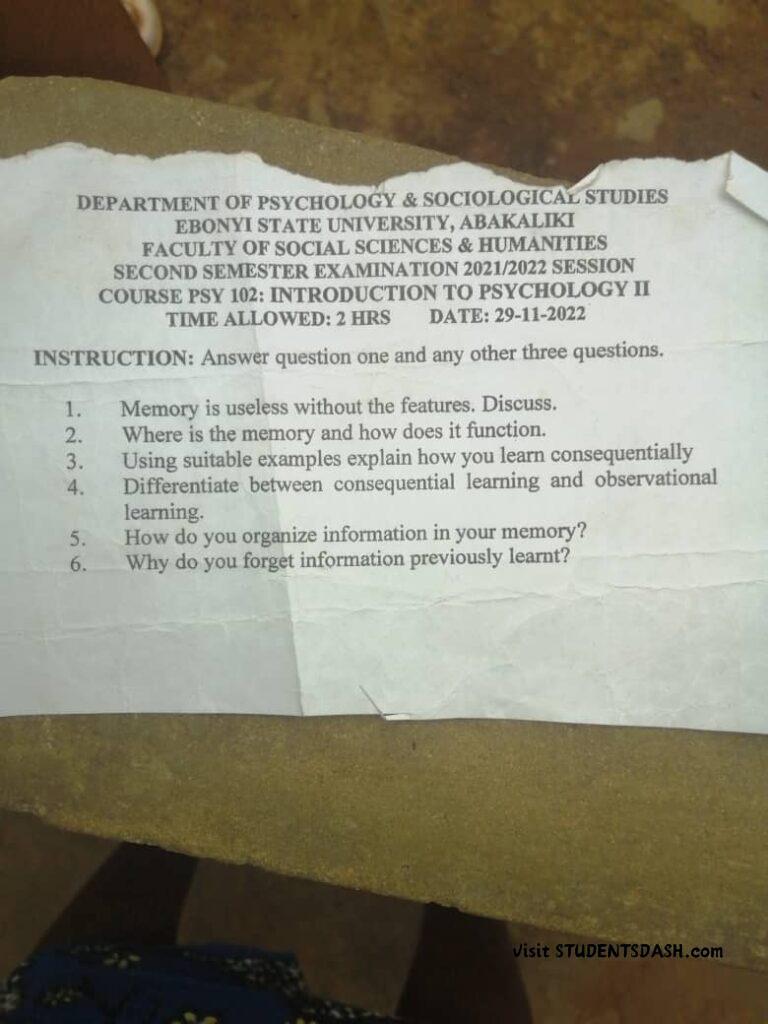 DEPARTMENT OF PSYCHOLOGY & SOCIOLOGICAL STUDIES
EBONYI STATE UNIVERSITY, ABAKALIKI
FACULTY OF SOCIAL SCIENCES & HUMANITIES
SECOND SEMESTER EXAMINATION 2021/2022 SESSION
COURSE PSY 102: INTRODUCTION TO PSYCHOLOGY II
TIME ALLOWED: 2 HRS DATE: 29-11-2022
INSTRUCTION: Answer question one and any other three questions.
1. Memory is useless without the features. Discuss.
2. Where is the memory and how does it function.
3. Using suitable examples explain how you learn consequentially
4. Differentiate between consequential learning and observational
learning.
5. How do you organize information in your memory?
6. Why do you forget information previously learnt?
Visit STUDENTSDASH.com